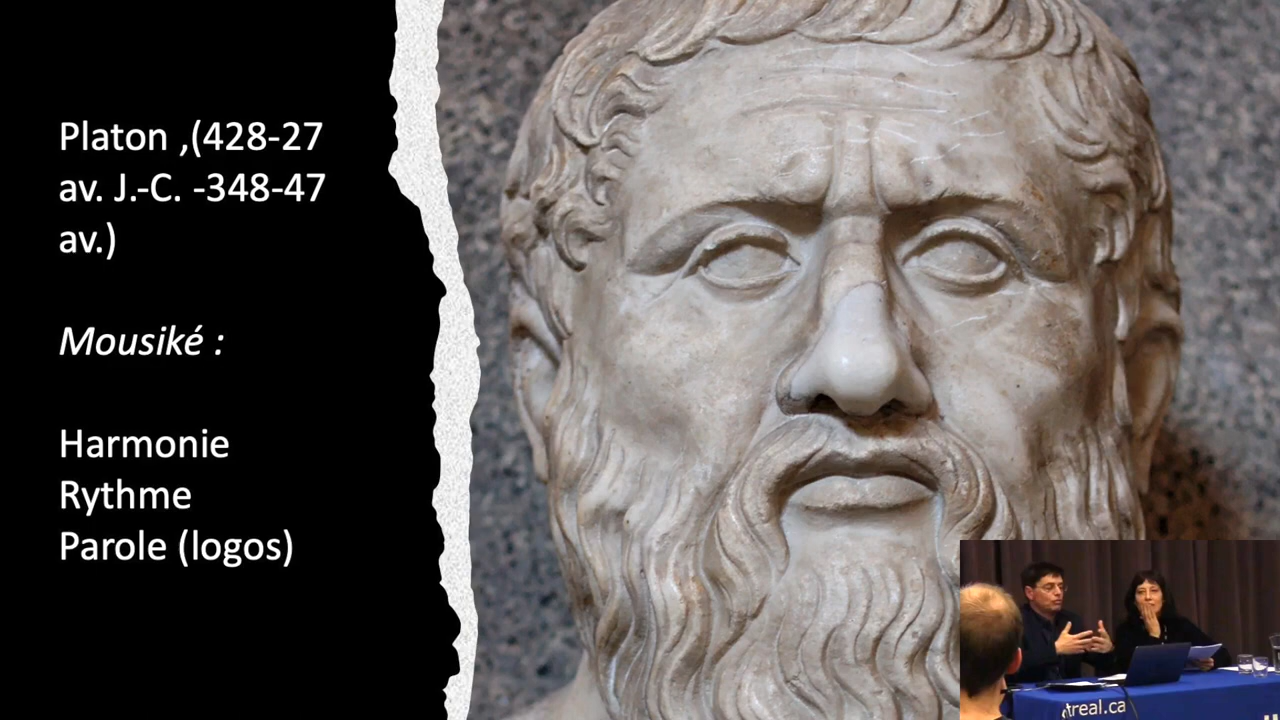 Platon ,(428-27
av. J.-C. -348-47
av.)
Mousiké :
Harmonie
Rythme
Parole (logos)
treal.ca